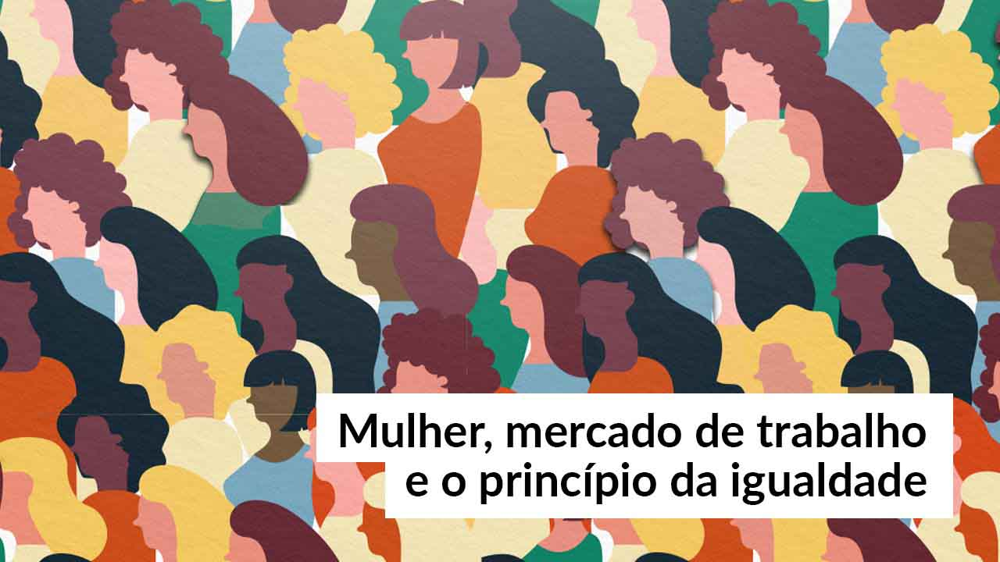 Mulher, mercado de trabalho
e o princípio da igualdade